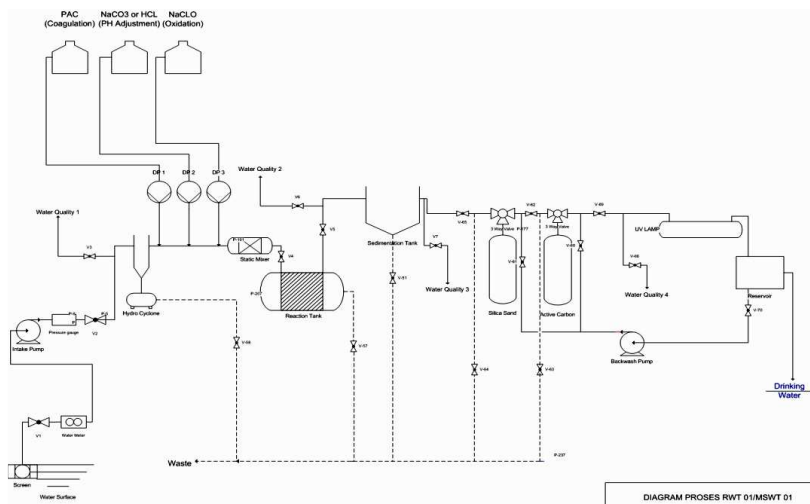 PAC
(Coagulation)
NaCO3 or HCL
(PH Adjustment)
NaCLO
(Oxidation)
DP 1
DP 2
DP 3
Water Quality 1
Water Quality 2
V3
V6
V5
V7
P-101
Static Mixer
V4
Reaction Tank
Hydro Cyclone
Intake Pump
Pressure gauge
V2
V1
Water Meter
Screen
Water Surface
Sedimentation Tank
Water Quality 3
3 Way Valve
3 Way Valve
Silica Sand
Active Carbon
UV LAMP
Water Quality 4
Reservoir
V-70
Backwash Pump
Drinking
Water
Waste
P-237
DIAGRAM PROSES RWT 01/MSWT 01